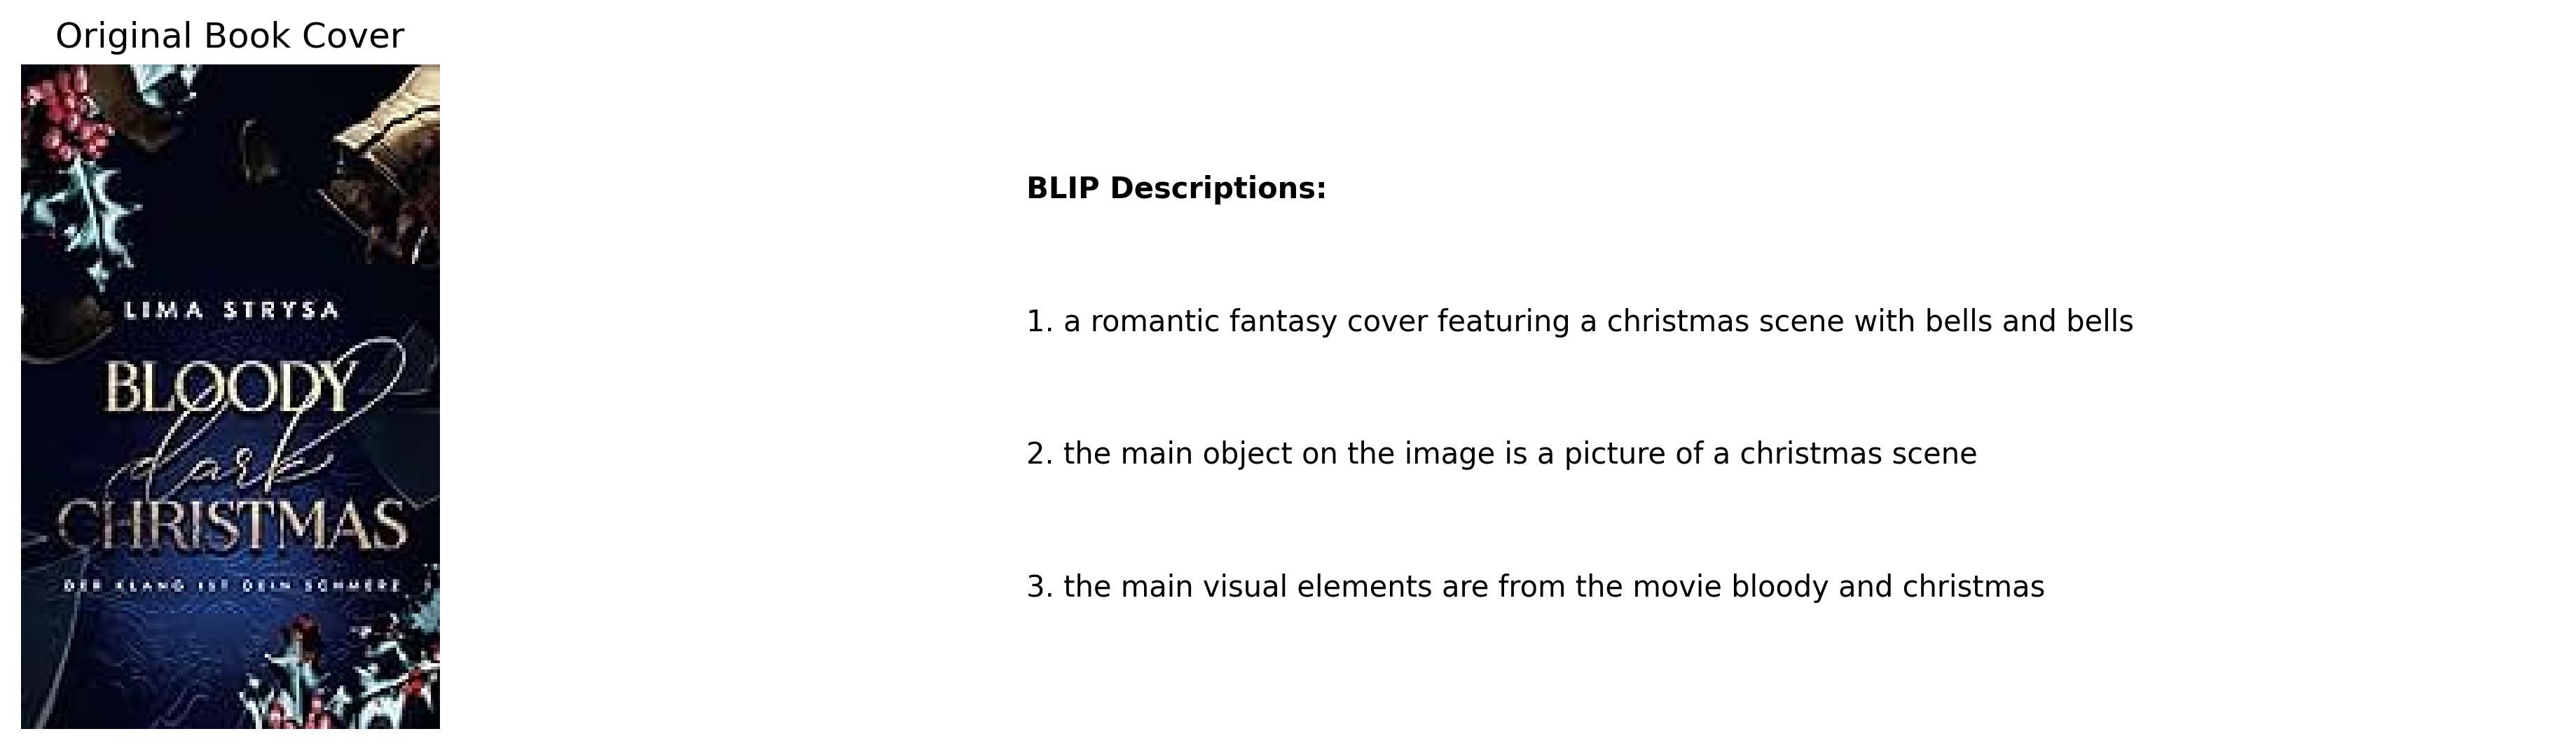 Original Book Cover
LIMA STRYSA
BLOODY
dark
CHRISTMAS
DER KLANG IST DEIN SCHMERZ
BLIP Descriptions:
1. a romantic fantasy cover featuring a christmas scene with bells and bells
2. the main object on the image is a picture of a christmas scene
3. the main visual elements are from the movie bloody and christmas